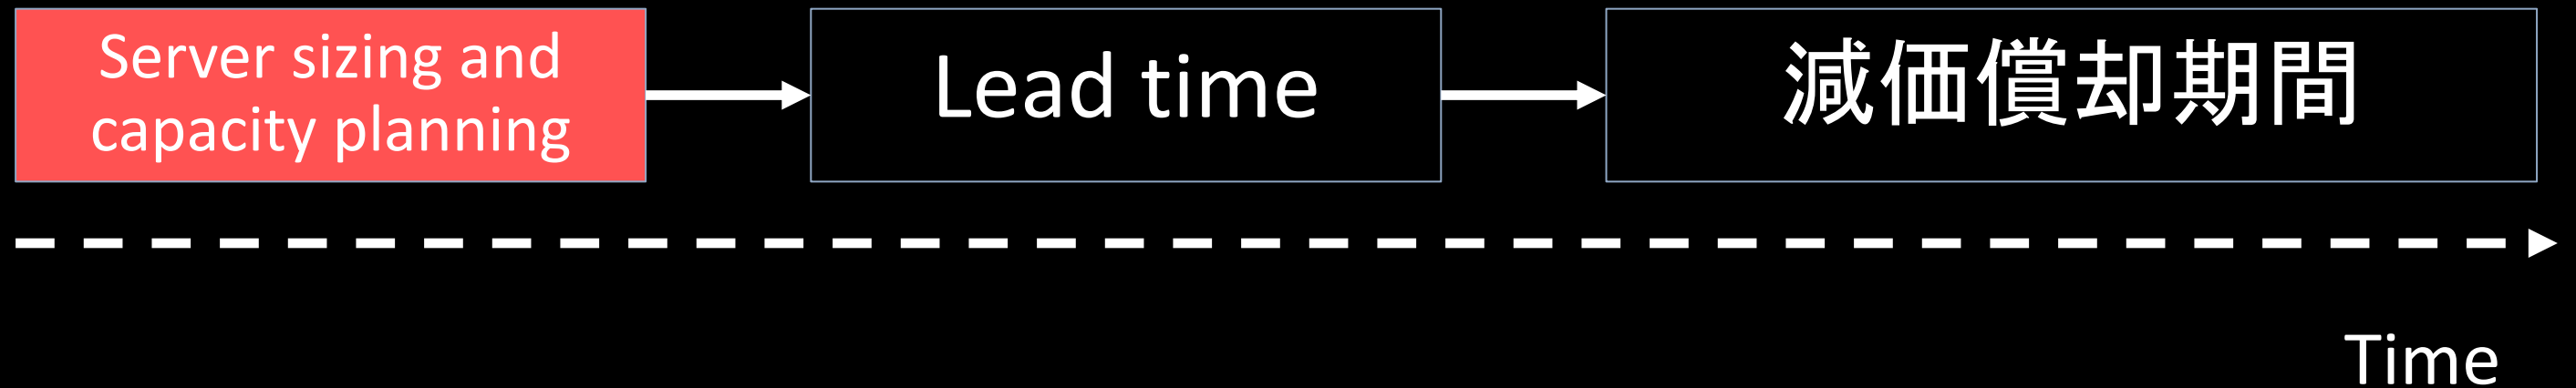 Server sizing and
capacity planning
Lead time
減価償却期間
Time